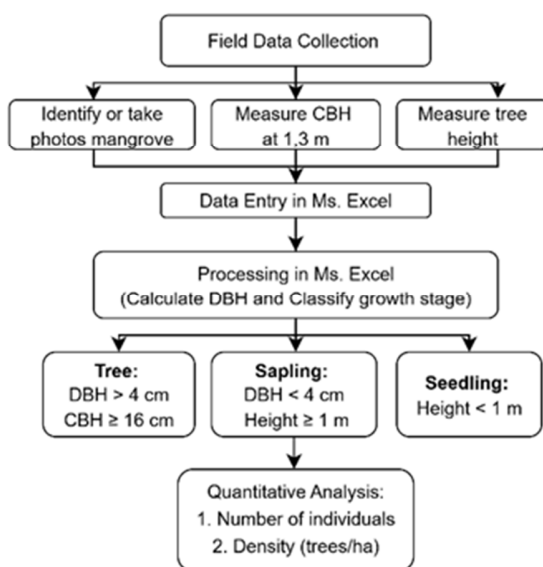 Field Data Collection
Identify or take
photos mangrove
Measure CBH
at 1,3 m
Measure tree
height
Data Entry in Ms. Excel
Processing in Ms. Excel
(Calculate DBH and Classify growth stage)
Tree:
DBH > 4 cm
CBH ≥ 16 cm
Sapling:
DBH < 4 cm
Height ≥ 1 m
Seedling:
Height < 1 m
Quantitative Analysis:
1. Number of individuals
2. Density (trees/ha)